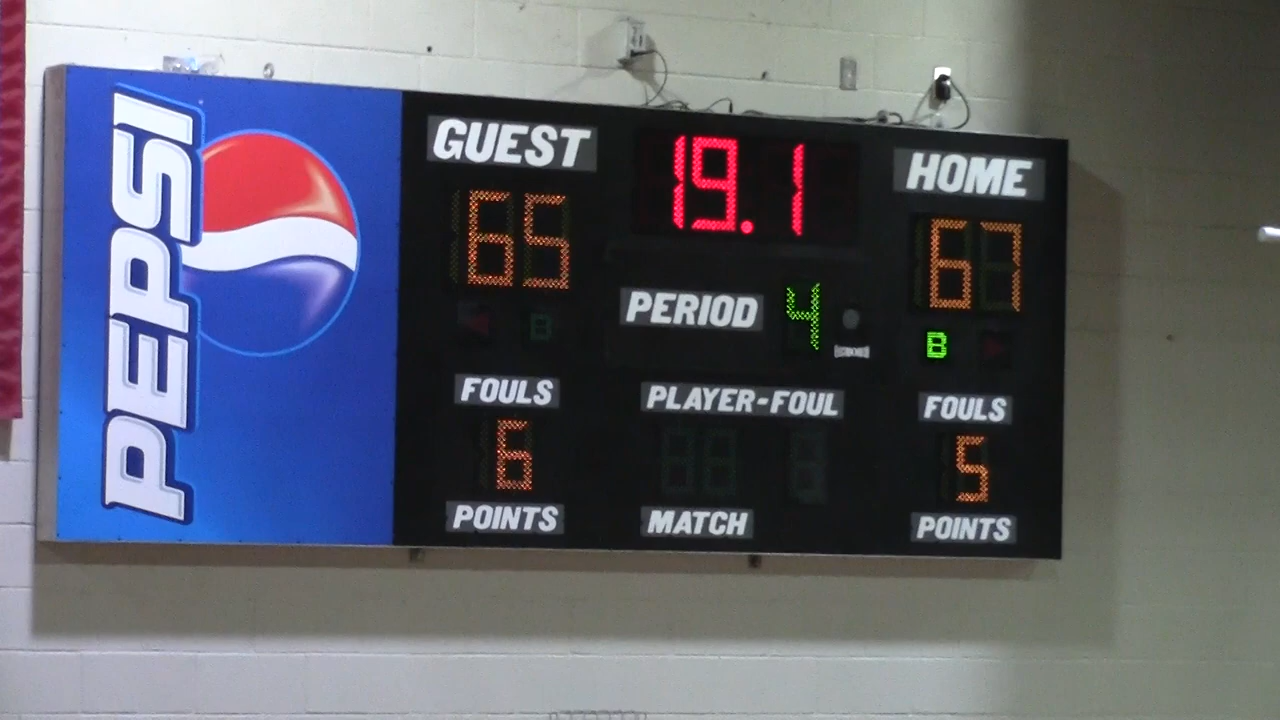 PEPSI
GUEST 19.1 HOME
65 67
PERIOD 4
B B
FOULS PLAYER-FOUL FOULS
6 5
POINTS MATCH POINTS